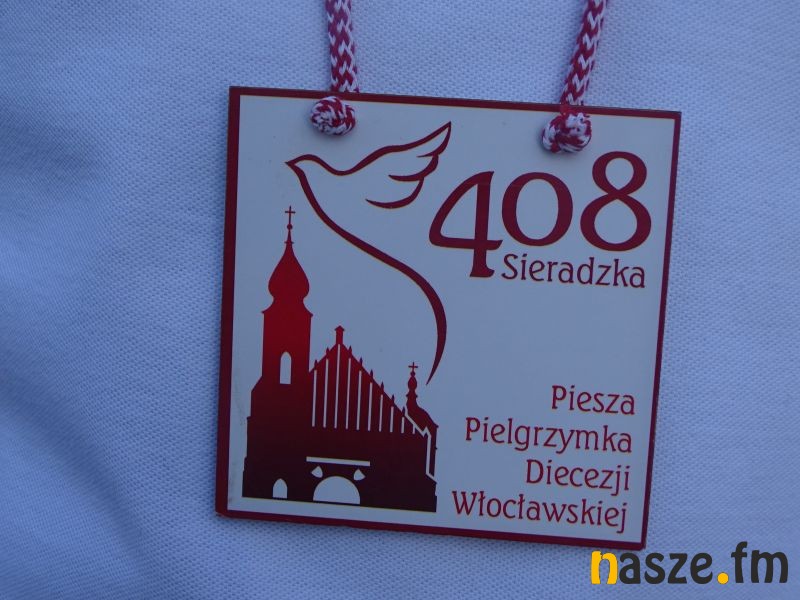 408
Sieradzka
Piesza
Pielgrzymka
Diecezji
Włocławskiej
nasze.fm